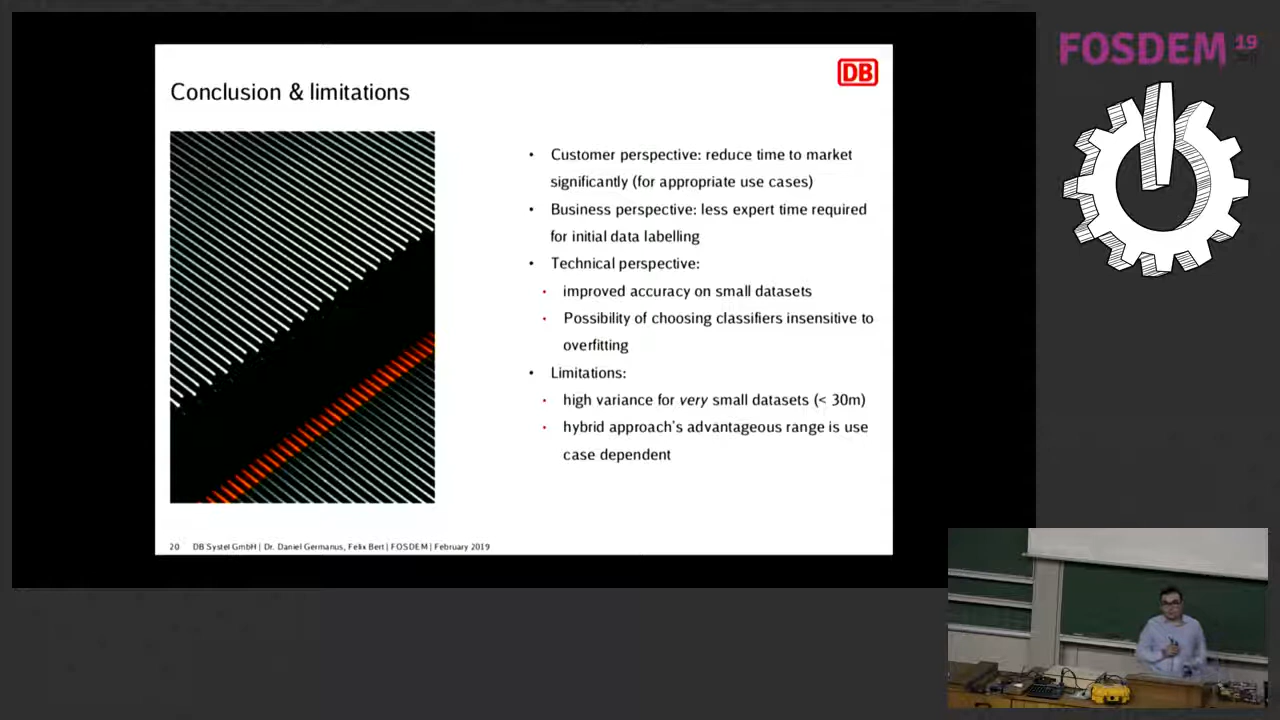 FOSDEM 19
DB
Conclusion & limitations
• Customer perspective: reduce time to market
significantly (for appropriate use cases)
• Business perspective: less expert time required
for initial data labelling
• Technical perspective:
• improved accuracy on small datasets
• Possibility of choosing classifiers insensitive to
overfitting
• Limitations:
• high variance for very small datasets (< 30m)
• hybrid approach's advantageous range is use
case dependent
20 DB Systel GmbH | Dr. Daniel Germanus, Felix Bert | FOSDEM | February 2019